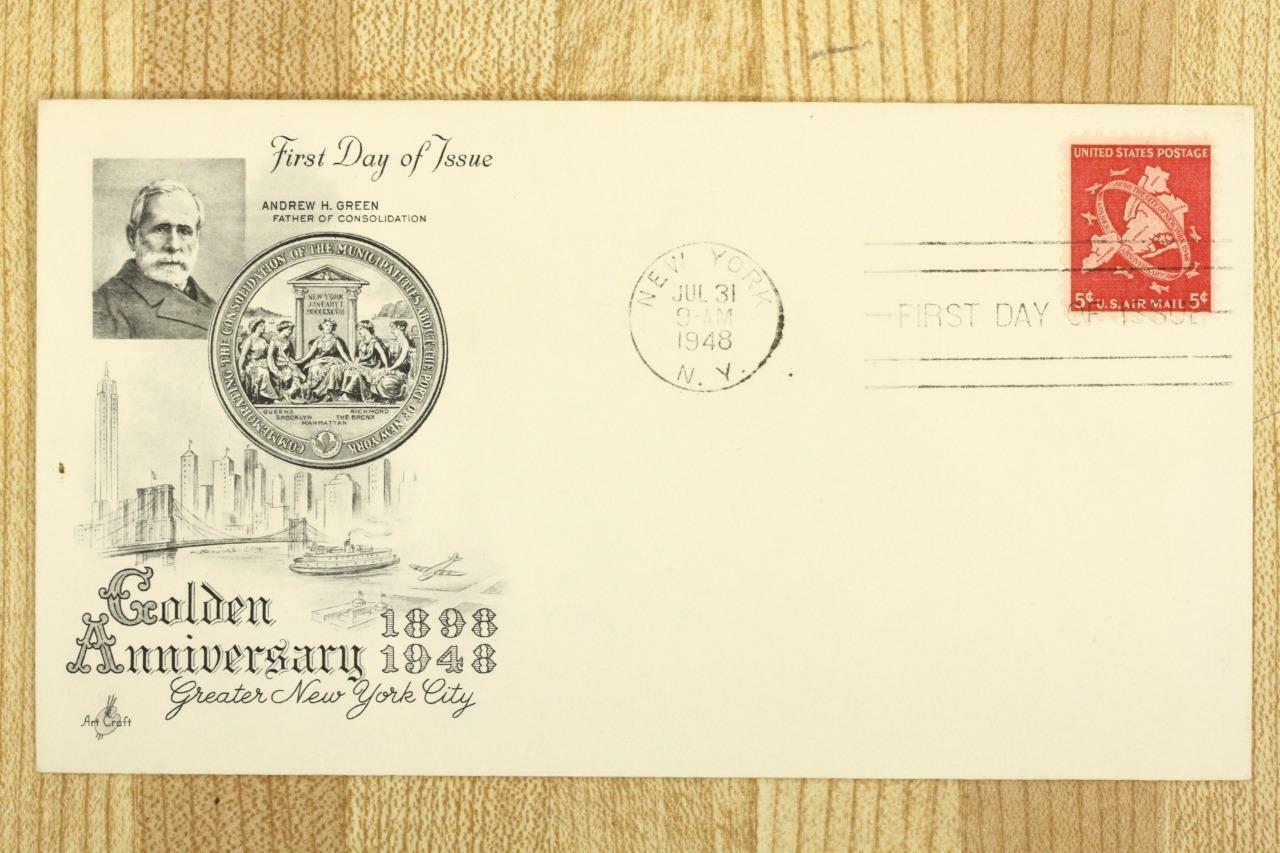 First Day of Issue
ANDREW H. GREEN
FATHER OF CONSOLIDATION
COMMEMORATING THE CONSOLIDATION OF THE MUNICIPALITIES ABOUT THE PORT OF NEW YORK
NEW YORK
JANUARY 1
MDCCCXCVIII
QUEENS RICHMOND
BROOKLYN THE BRONX
MANHATTAN
Golden
Anniversary
1898
1948
Greater New York City
Art Craft
NEW YORK
JUL 31
9-AM
1948
N. Y.
UNITED STATES POSTAGE
5¢ U.S. AIR MAIL 5¢
FIRST DAY OF ISSUE